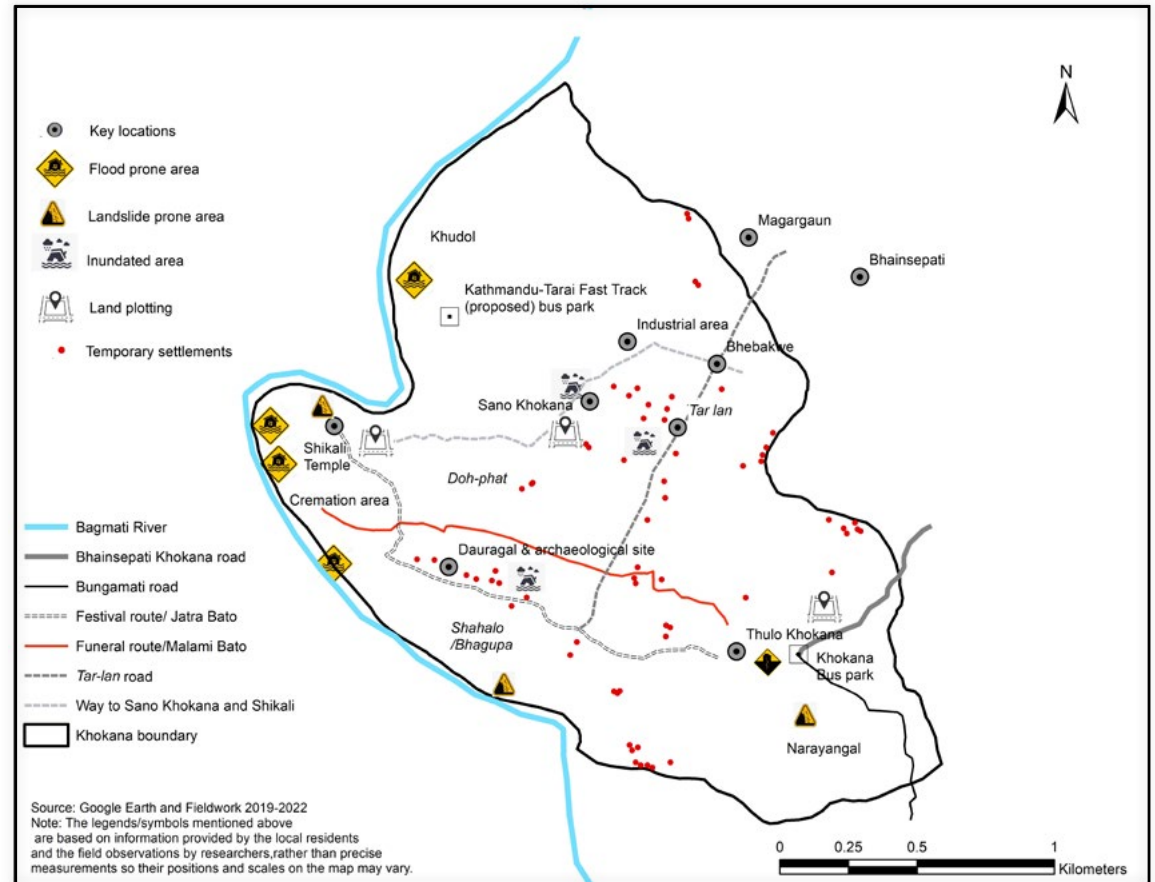 N
Key locations
Flood prone area
Landslide prone area
Inundated area
Land plotting
Temporary settlements
Magargaun
Bhainsepati
Khudol
Kathmandu-Tarai Fast Track
(proposed) bus park
Industrial area
Bhebakwe
Sano Khokana
Tar lan
Shikali
Temple
Doh-phat
Cremation area
Dauragal & archaeological site
Shahalo
/Bhagupa
Thulo Khokana
Khokana
Bus park
Narayangal
Bagmati River
Bhainsepati Khokana road
Bungamati road
Festival route/ Jatra Bato
Funeral route/Malami Bato
Tar-lan road
Way to Sano Khokana and Shikali
Khokana boundary
Source: Google Earth and Fieldwork 2019-2022
Note: The legends/symbols mentioned above
are based on information provided by the local residents
and the field observations by researchers,rather than precise
measurements so their positions and scales on the map may vary.
0 0.25 0.5 1
Kilometers